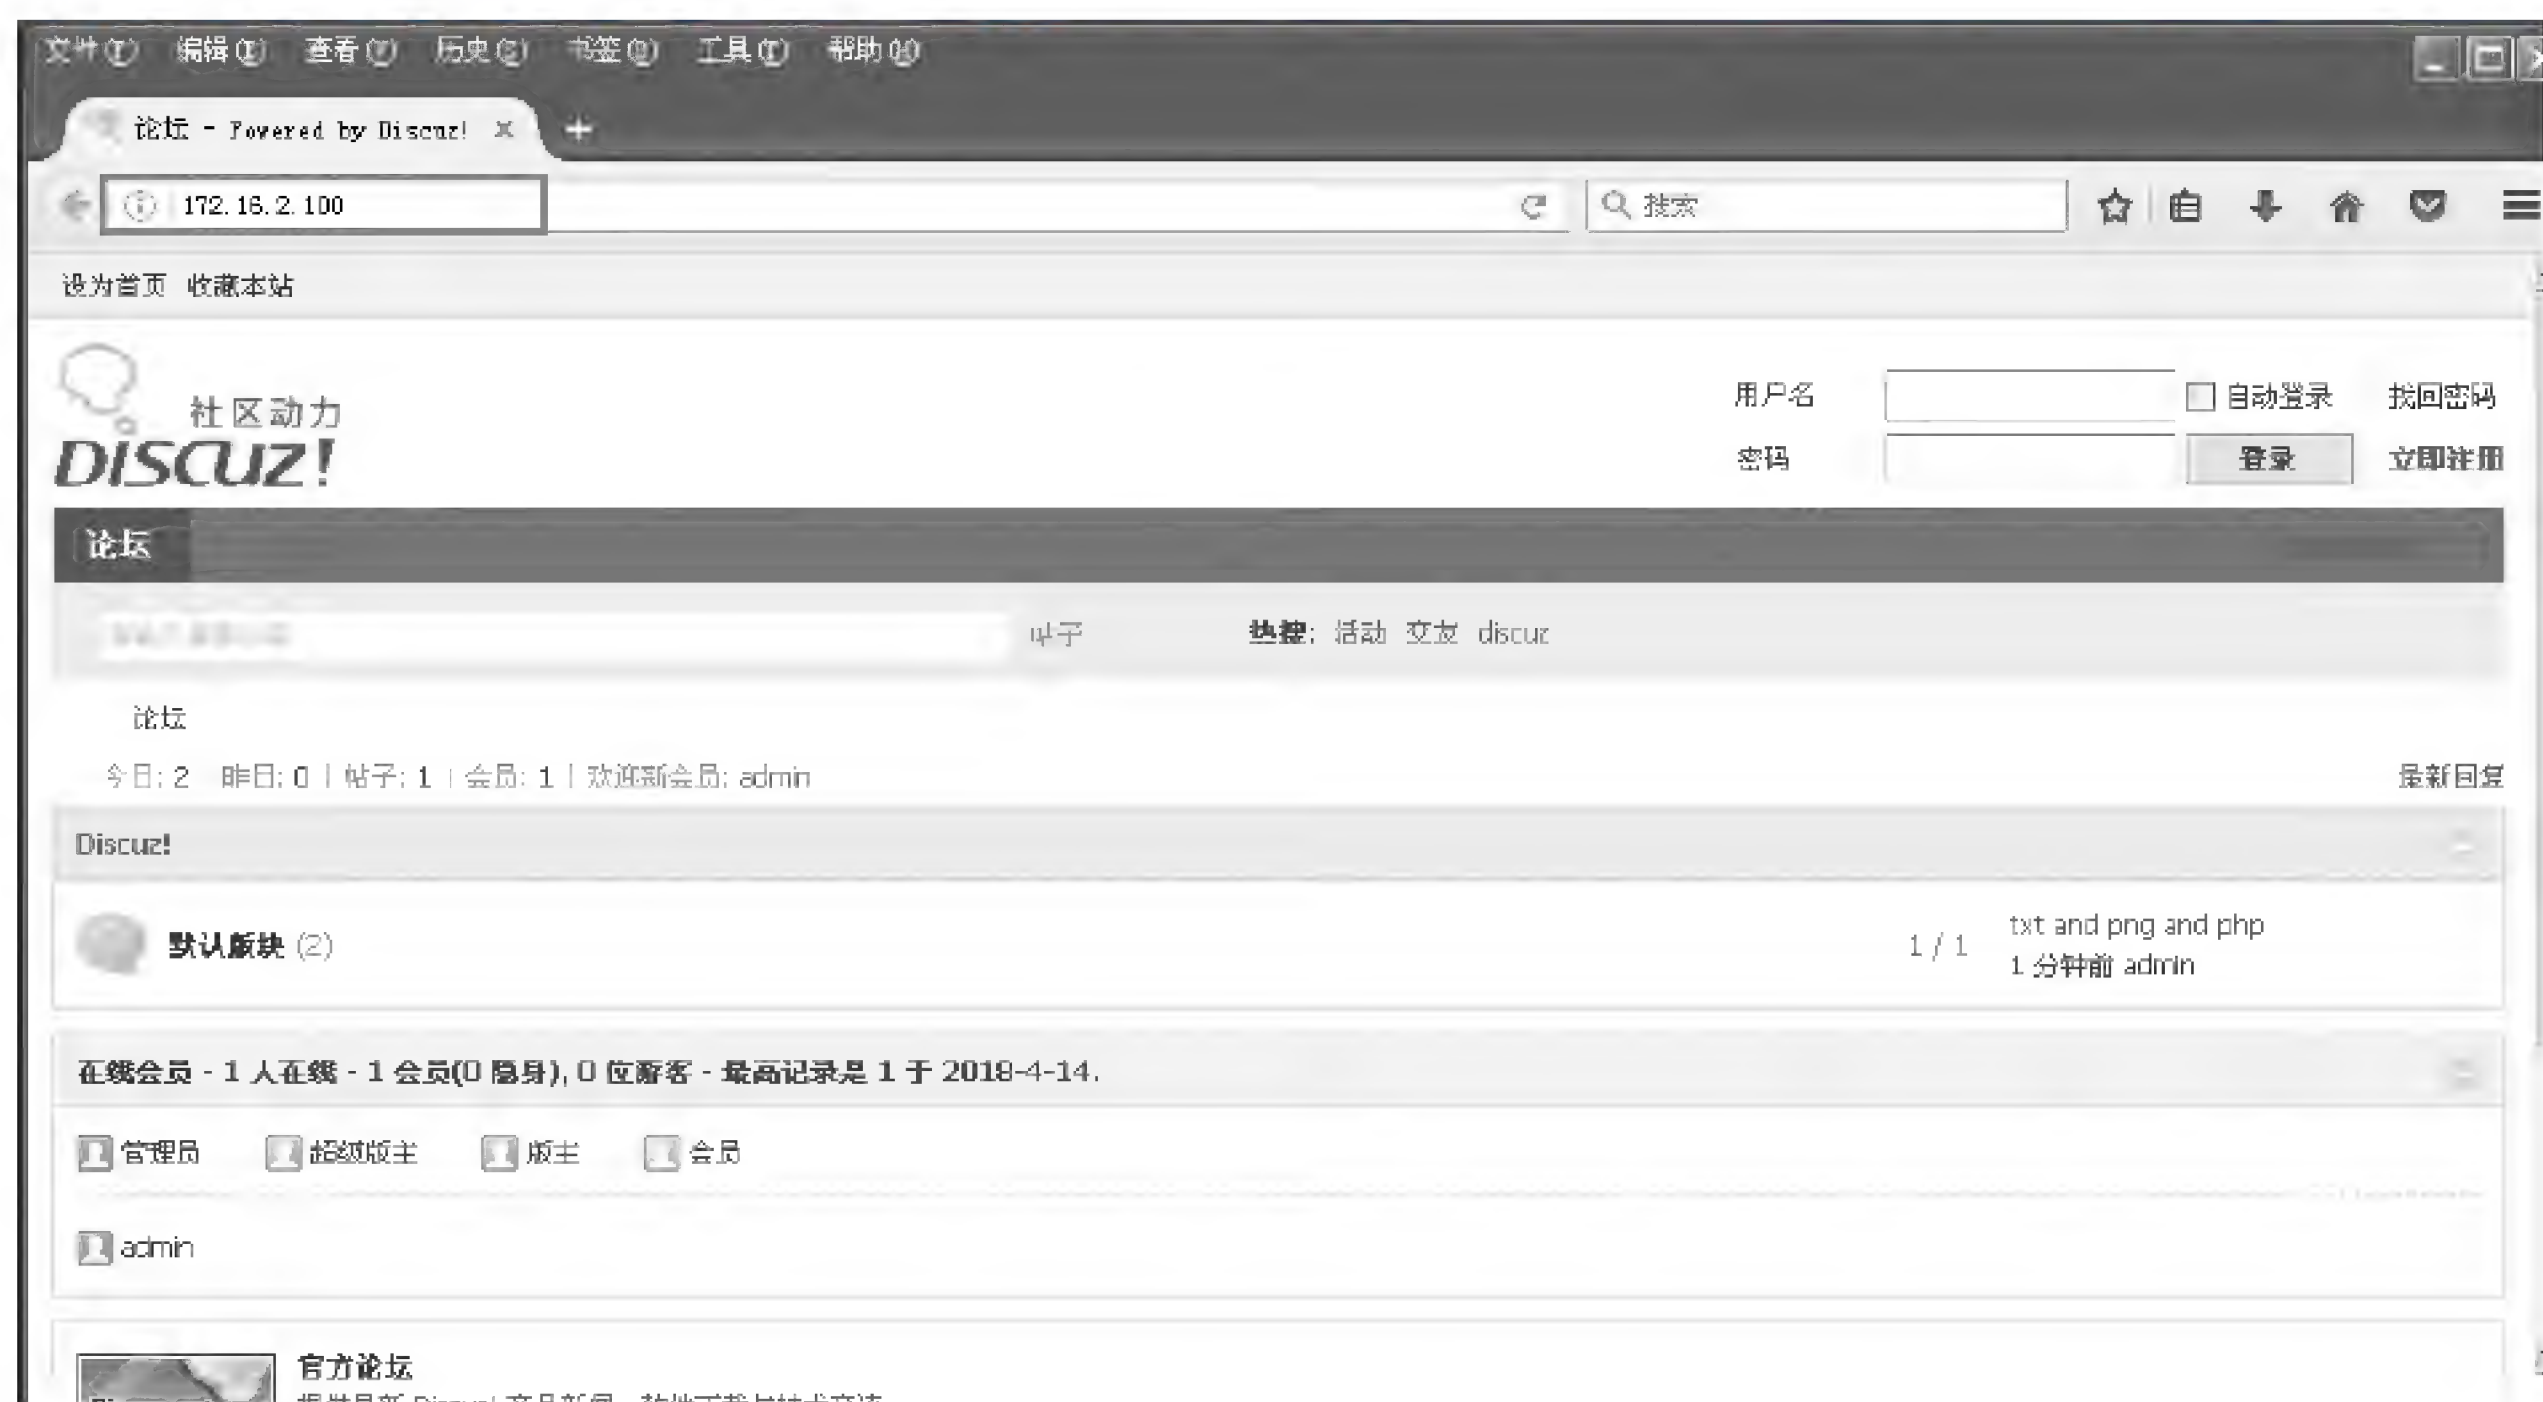 文件(F) 编辑(E) 查看(V) 历史(S) 书签(B) 工具(T) 帮助(H)
论坛 - Powered by Discuz!
172.16.2.100 搜索
设为首页 收藏本站
社区动力
DISCUZ!
用户名 自动登录 找回密码
密码 登录 立即注册
论坛
帖子 热搜: 活动 交友 discuz
论坛
今日: 2 昨日: 0 | 帖子: 1 | 会员: 1 | 欢迎新会员: admin 最新回复
Discuz!
默认版块 (2) 1 / 1 txt and png and php
1 分钟前 admin
在线会员 - 1 人在线 - 1 会员(0 隐身), 0 位游客 - 最高记录是 1 于 2018-4-14.
管理员 超级版主 版主 会员
admin
官方论坛